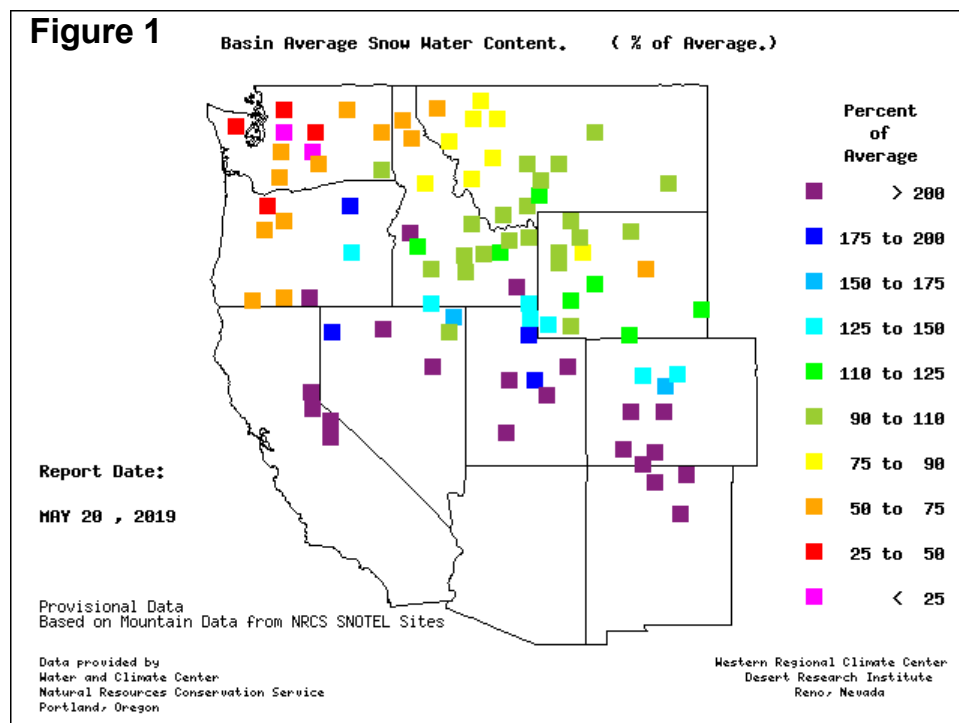 Figure 1
Basin Average Snow Water Content. ( % of Average.)
Percent
of
Average
> 200
175 to 200
150 to 175
125 to 150
110 to 125
90 to 110
75 to 90
50 to 75
25 to 50
< 25
Report Date:
MAY 20 , 2019
Provisional Data
Based on Mountain Data from NRCS SNOTEL Sites
Data provided by
Water and Climate Center
Natural Resources Conservation Service
Portland, Oregon
Western Regional Climate Center
Desert Research Institute
Reno, Nevada